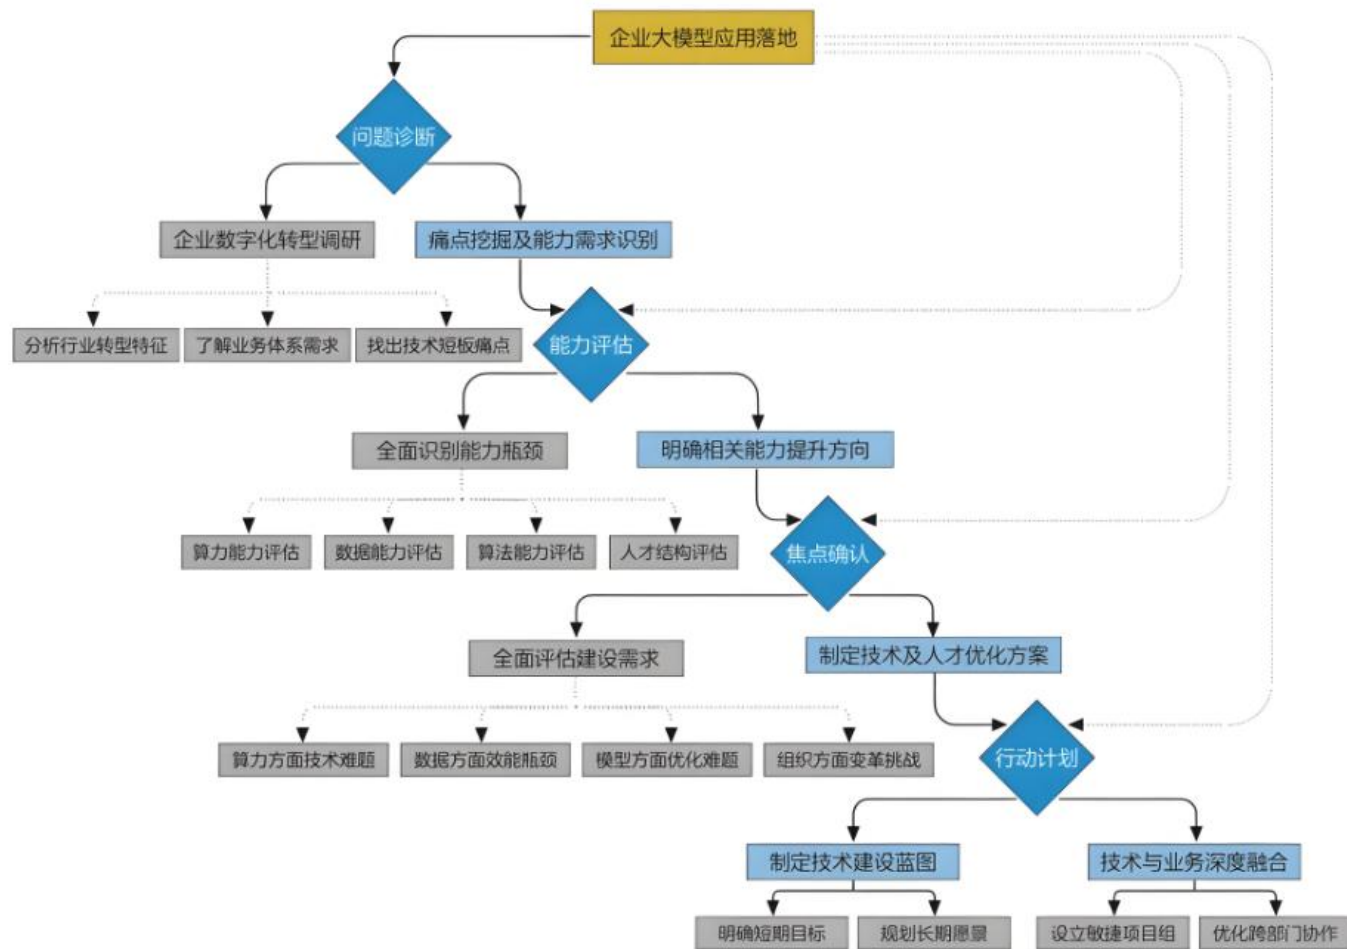 企业大模型应用落地
问题诊断
企业数字化转型调研
痛点挖掘及能力需求识别
分析行业转型特征
了解业务体系需求
找出技术短板痛点
能力评估
全面识别能力瓶颈
明确相关能力提升方向
算力能力评估
数据能力评估
算法能力评估
人才结构评估
焦点确认
全面评估建设需求
制定技术及人才优化方案
算力方面技术难题
数据方面效能瓶颈
模型方面优化难题
组织方面变革挑战
行动计划
制定技术建设蓝图
技术与业务深度融合
明确短期目标
规划长期愿景
设立敏捷项目组
优化跨部门协作